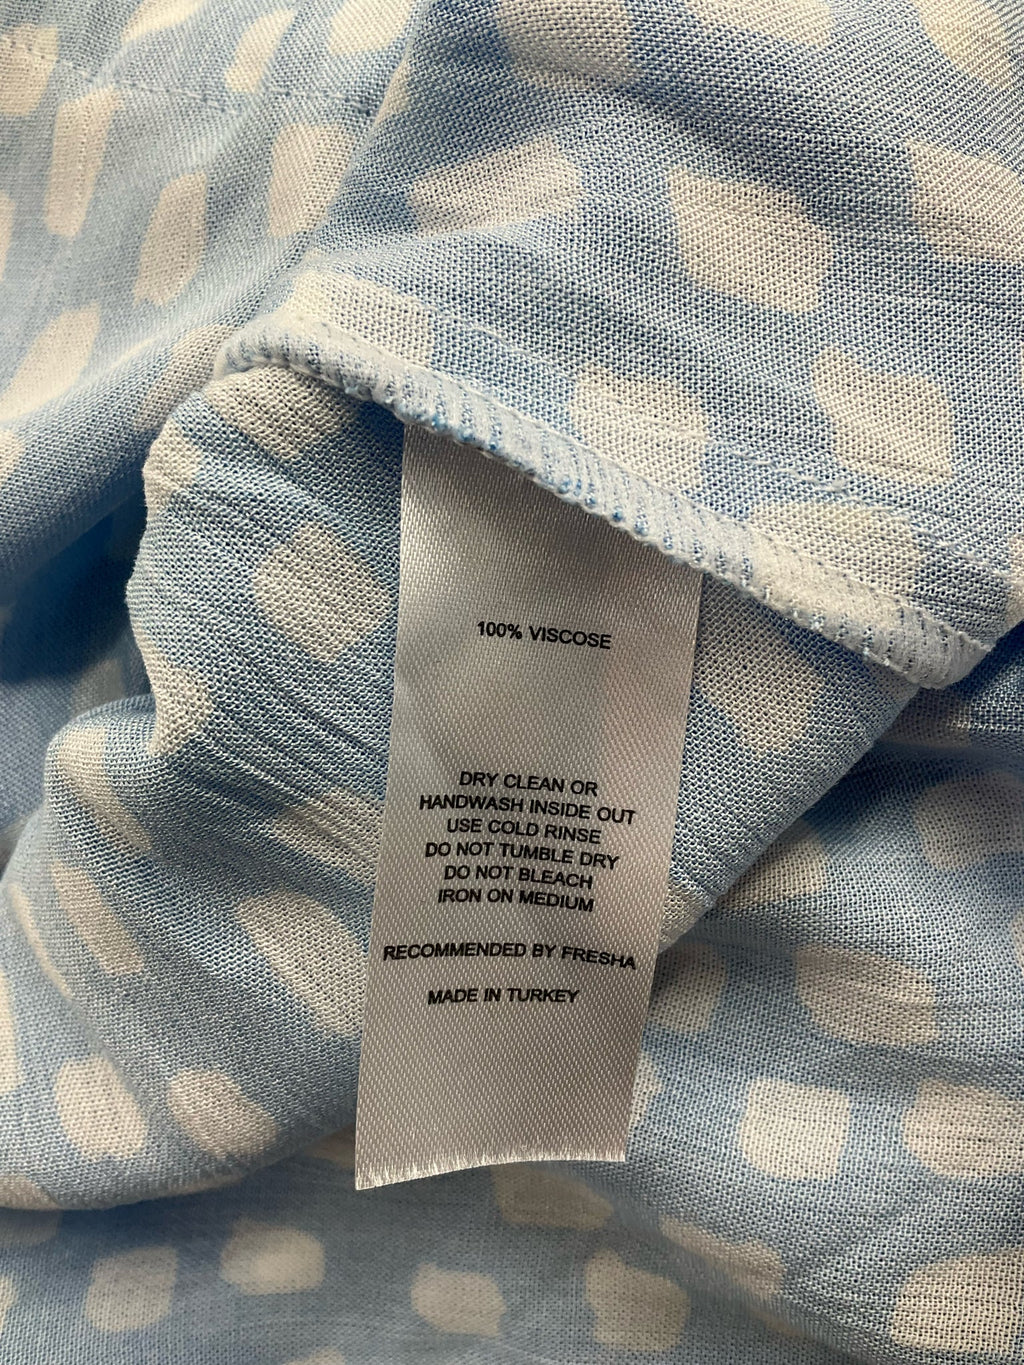 100% VISCOSE
DRY CLEAN OR
HANDWASH INSIDE OUT
USE COLD RINSE
DO NOT TUMBLE DRY
DO NOT BLEACH
IRON ON MEDIUM
RECOMMENDED BY FRESHA
MADE IN TURKEY